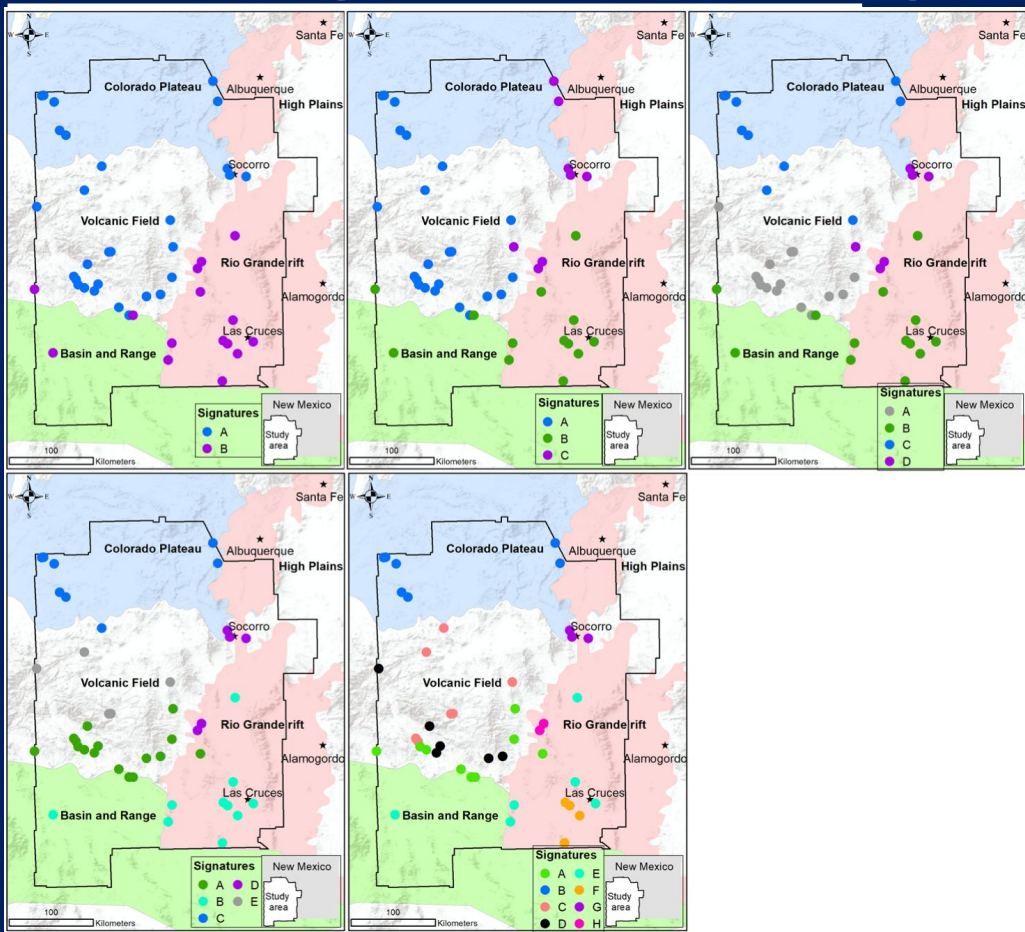 Santa Fe
W E
N
S
Colorado Plateau
Albuquerque
High Plains
Socorro
Volcanic Field
Rio Grande rift
Alamogordo
Las Cruces
Basin and Range
Signatures
A
B
New Mexico
Study
area
100
Kilometers
Santa Fe
W E
N
S
Colorado Plateau
Albuquerque
High Plains
Socorro
Volcanic Field
Rio Grande rift
Alamogordo
Las Cruces
Basin and Range
Signatures
A
B
C
New Mexico
Study
area
100
Kilometers
Santa Fe
W E
N
S
Colorado Plateau
Albuquerque
High Plains
Socorro
Volcanic Field
Rio Grande rift
Alamogordo
Las Cruces
Basin and Range
Signatures
A
B
C
D
New Mexico
Study
area
100
Kilometers
Santa Fe
W E
N
S
Colorado Plateau
Albuquerque
High Plains
Socorro
Volcanic Field
Rio Grande rift
Alamogordo
Las Cruces
Basin and Range
Signatures
A D
B E
C
New Mexico
Study
area
100
Kilometers
Santa Fe
W E
N
S
Colorado Plateau
Albuquerque
High Plains
Socorro
Volcanic Field
Rio Grande rift
Alamogordo
Las Cruces
Basin and Range
Signatures
A E
B F
C G
D H
New Mexico
Study
area
100
Kilometers